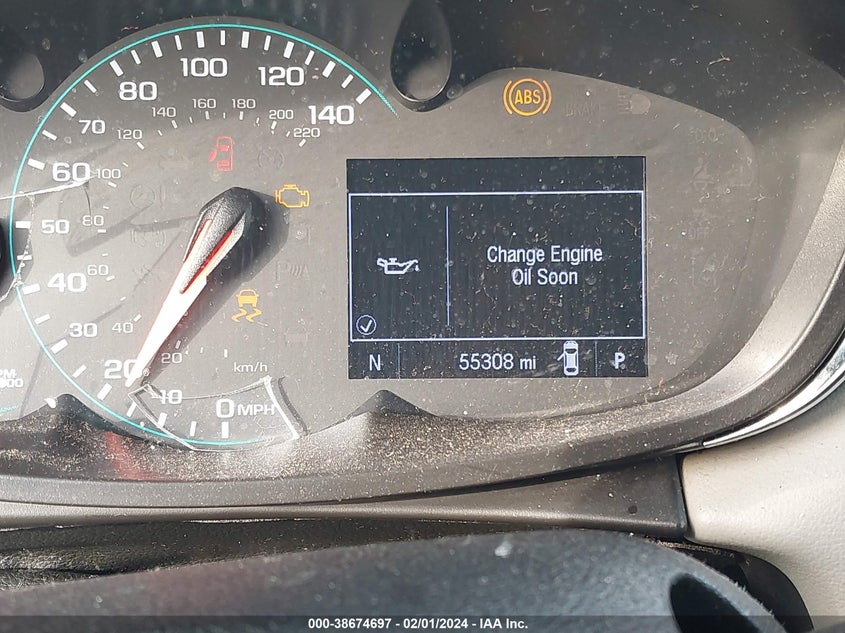 100
80 120
140 160 180
ABS
70 120 200 140
220
60 100
50 80
Change Engine
Oil Soon
40 60
30 40
20 20
km/h
N 55308 mi P
10 0 MPH
000-38674697 - 02/01/2024 - IAA Inc.